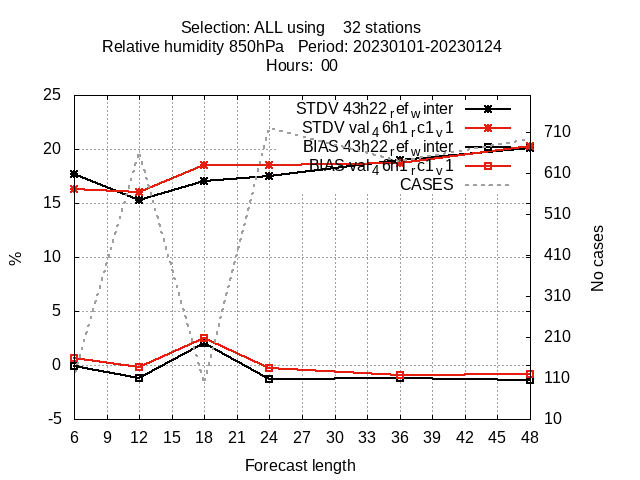 Selection: ALL using    32 stations
Relative humidity 850hPa   Period: 20230101-20230124
Hours:  00
STDV 43h22_ref_winter
STDV val_46h1_rc1_v1
BIAS 43h22_ref_winter
BIAS val_46h1_rc1_v1
CASES
25
20
15
10
5
0
-5
%
710
610
510
410
310
210
110
10
No cases
6 9 12 15 18 21 24 27 30 33 36 39 42 45 48
Forecast length